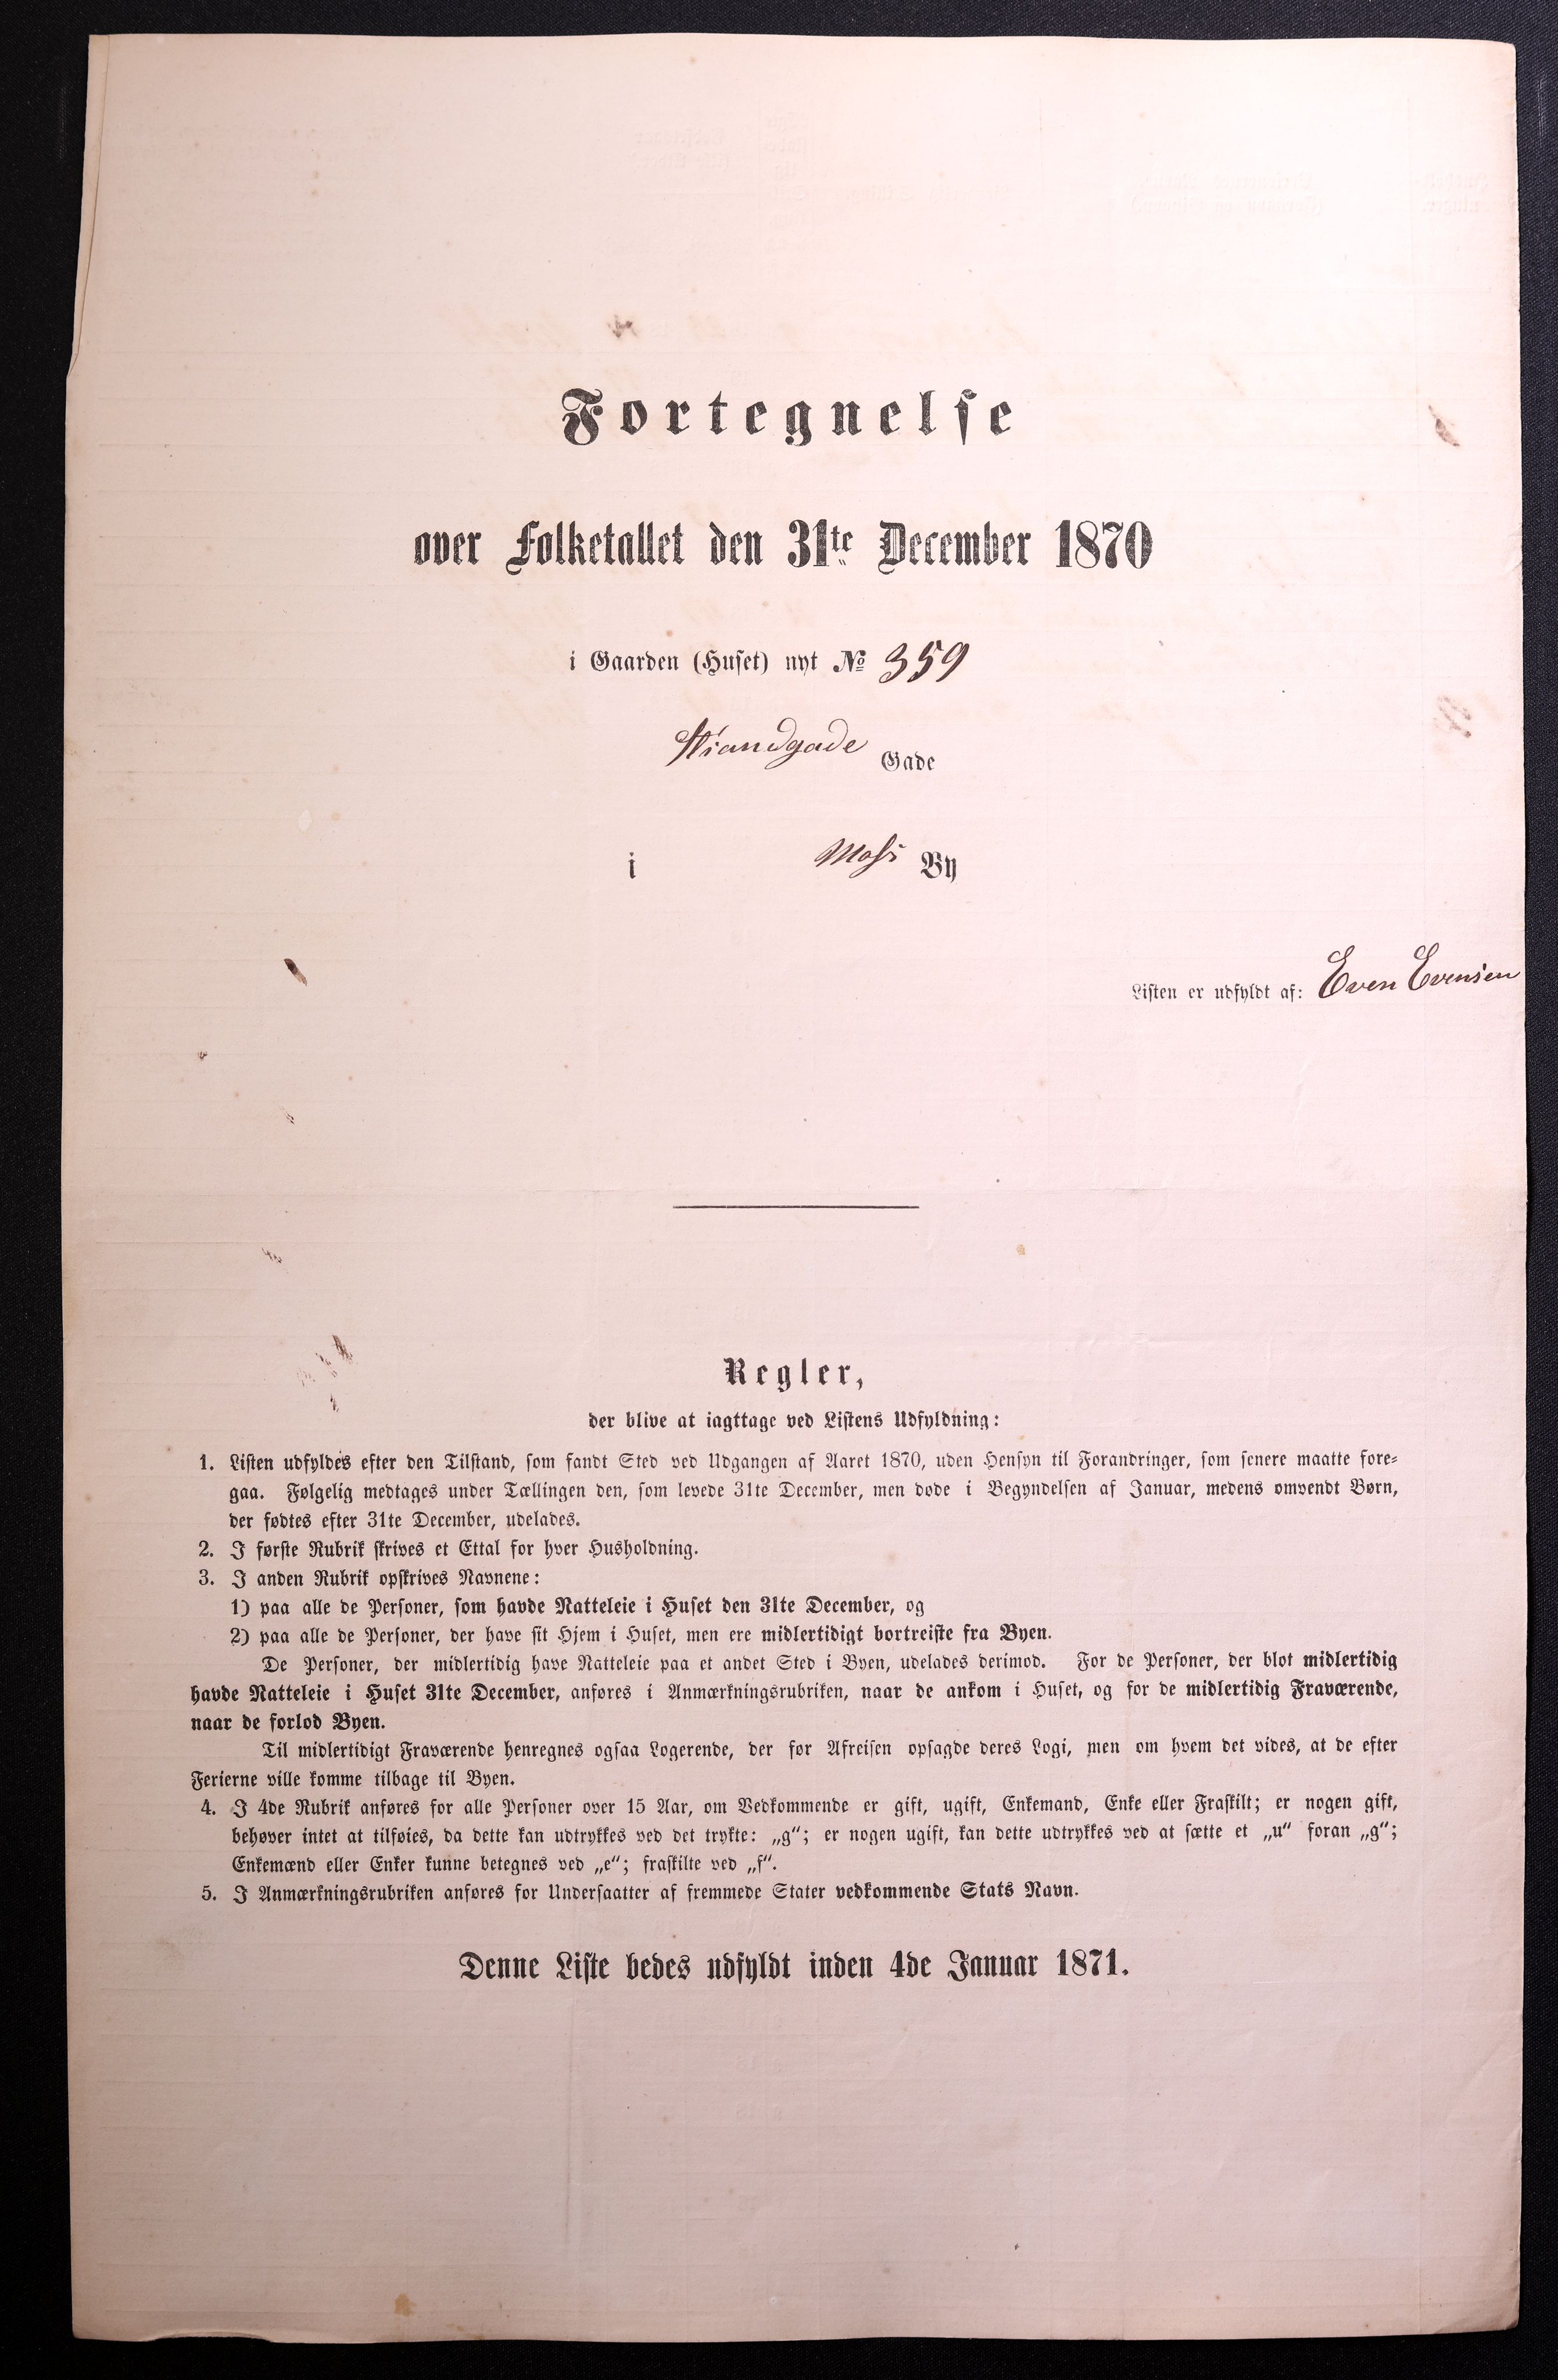 Fortegnelse
over Folketallet den 31te December 1870
i Gaarden (Huset) nyt No 359
Strandgade Gade
i Moss By
Listen er udfyldt af: Even Evensen
Regler,
der blive at iagttage ved Listens Udfyldning:
1. Listen udfyldes efter den Tilstand, som fandt Sted ved Udgangen af Aaret 1870, uden Hensyn til Forandringer, som senere maatte fore-
gaa. Følgelig medtages under Tællingen den, som levede 31te December, men døde i Begyndelsen af Januar, medens omvendt Børn,
der fødtes efter 31te December, udelades.
2. I første Rubrik skrives et Ettal for hver Husholdning.
3. I anden Rubrik opskrives Navnene:
1) paa alle de Personer, som havde Natteleie i Huset den 31te December, og
2) paa alle de Personer, der have sit Hjem i Huset, men ere midlertidigt bortreiste fra Byen.
De Personer, der midlertidig have Natteleie paa et andet Sted i Byen, udelades derimod. For de Personer, der blot midlertidig
havde Natteleie i Huset 31te December, anføres i Anmærkningsrubriken, naar de ankom i Huset, og for de midlertidig Fraværende,
naar de forlod Byen.
Til midlertidigt Fraværende henregnes ogsaa Logerende, der før Afreisen opsagde deres Logi, men om hvem det vides, at de efter
Ferierne ville komme tilbage til Byen.
4. I 4de Rubrik anføres for alle Personer over 15 Aar, om Vedkommende er gift, ugift, Enkemand, Enke eller Fraskilt; er nogen gift,
behøver intet at tilføies, da dette kan udtrykkes ved det trykte: „g“; er nogen ugift, kan dette udtrykkes ved at sætte et „u“ foran „g“;
Enkemænd eller Enker kunne betegnes ved „e“; fraskilte ved „f“.
5. I Anmærkningsrubriken anføres for Undersaatter af fremmede Stater vedkommende Stats Navn.
Denne Liste bedes udfyldt inden 4de Januar 1871.